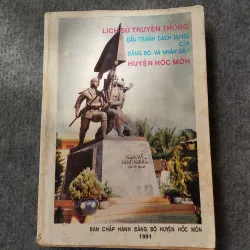 LỊCH SỬ TRUYỀN THỐNG
ĐẤU TRANH CÁCH MẠNG
CỦA
ĐẢNG BỘ VÀ NHÂN DÂN
HUYỆN HÓC MÔN
BAN CHẤP HÀNH ĐẢNG BỘ HUYỆN HÓC MÔN
1991